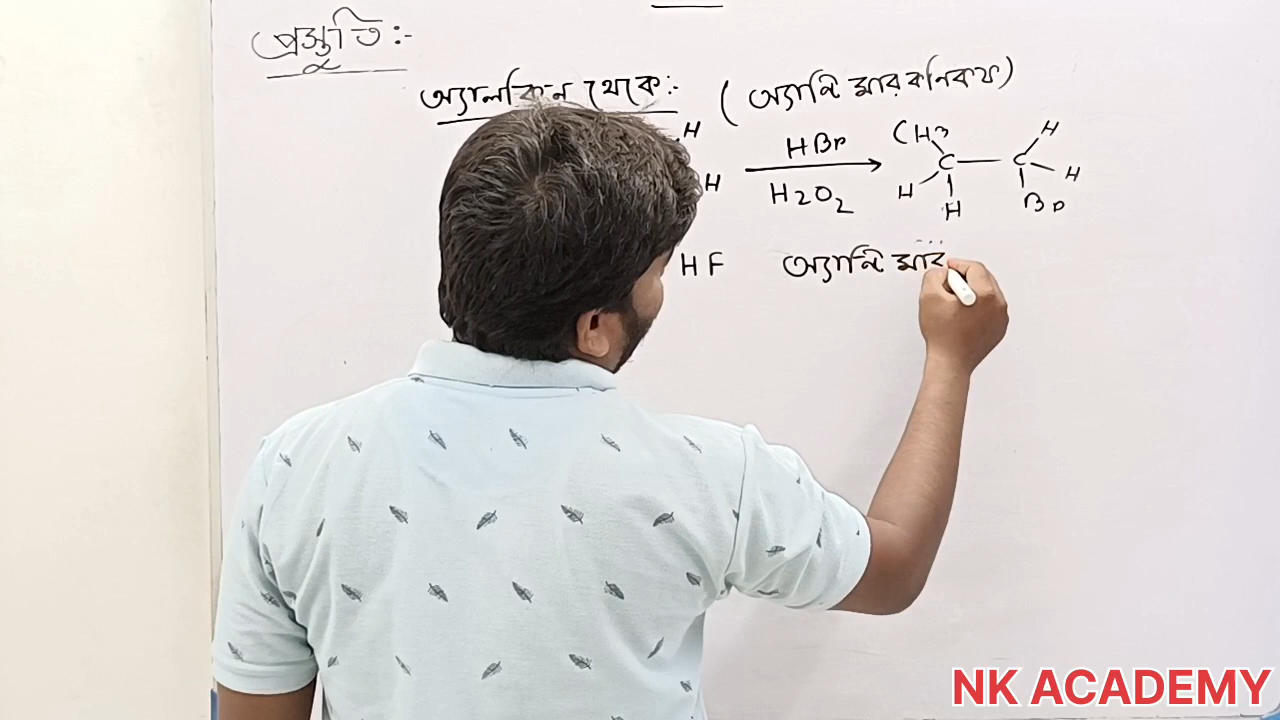 প্রস্তুতি:-
অ্যালকিন থেকে:- (অ্যানি মারকনিকফ)
H
H
HBr
H2O2
CH3
C — C
H
H
H
H
Br
HF অ্যানি মার
NK ACADEMY